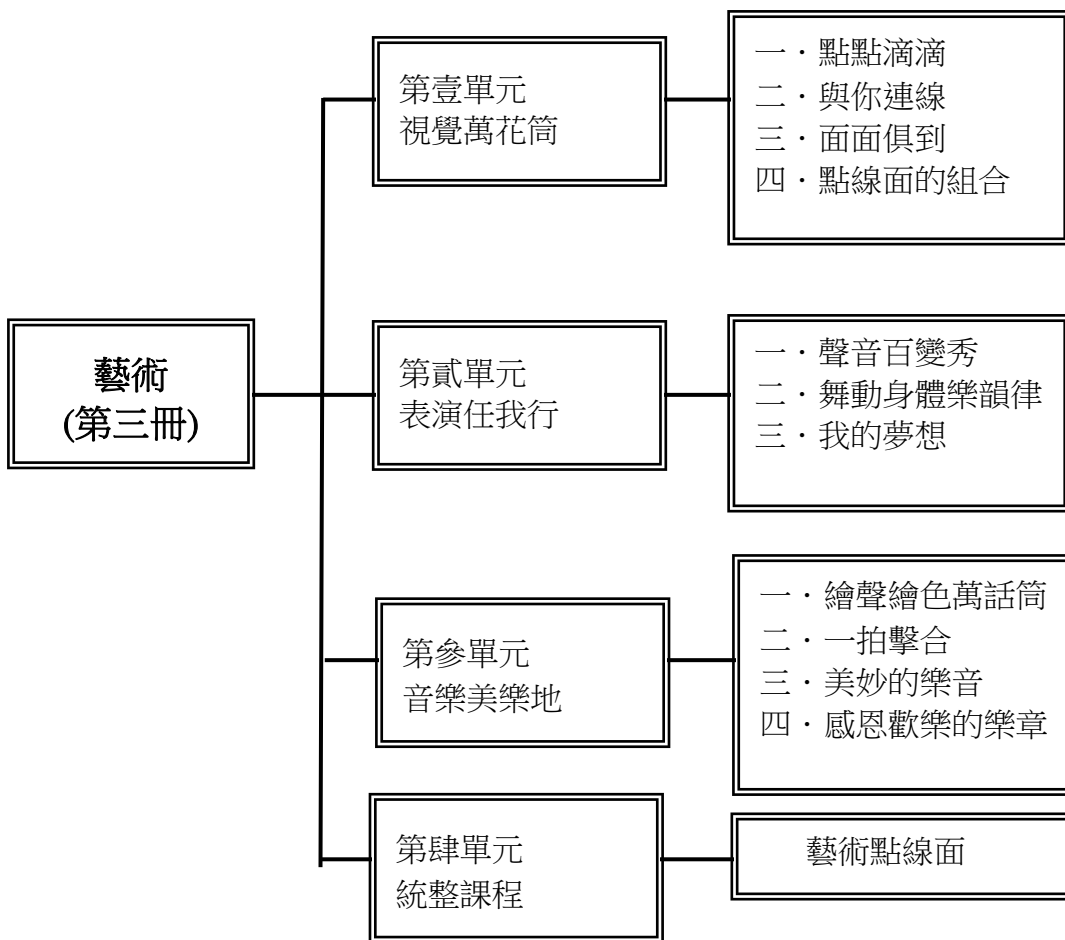 藝術
(第三冊)
第壹單元
視覺萬花筒
一．點點滴滴
二．與你連線
三．面面俱到
四．點線面的組合
第貳單元
表演任我行
一．聲音百變秀
二．舞動身體樂韻律
三．我的夢想
第參單元
音樂美樂地
一．繪聲繪色萬話筒
二．一拍擊合
三．美妙的樂音
四．感恩歡樂的樂章
第肆單元
統整課程
藝術點線面